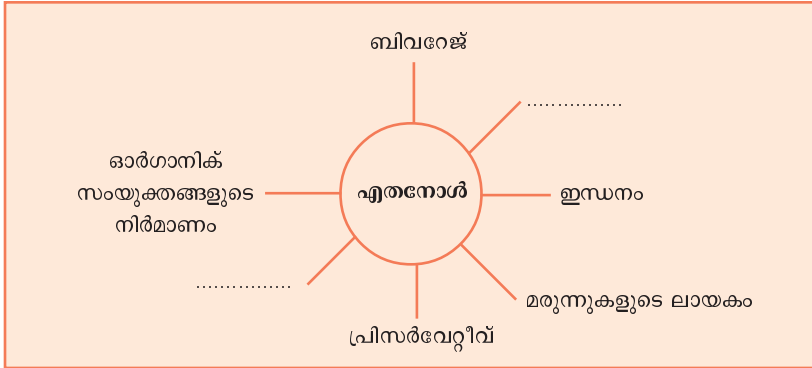 ബിവറേജ്
................
ഓർഗാനിക്
സംയുക്തങ്ങളുടെ
നിർമാണം
എതനോൾ
ഇന്ധനം
................
മരുന്നുകളുടെ ലായകം
പ്രിസർവേറ്റീവ്